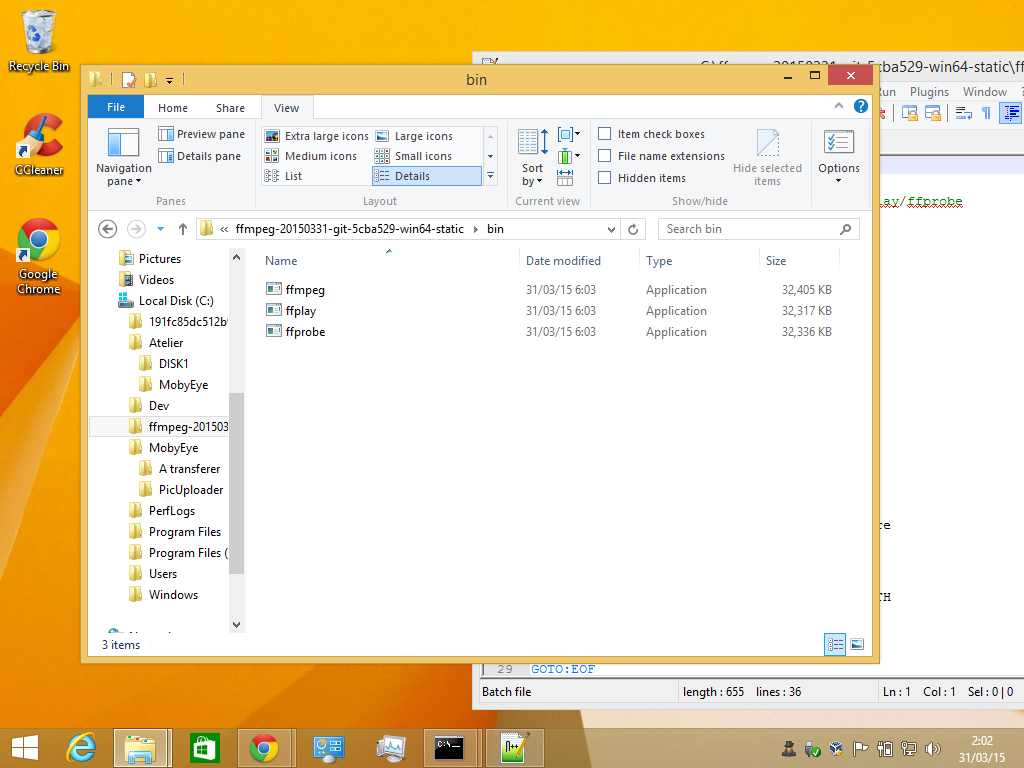 Recycle Bin
CCleaner
Google
Chrome
bin
File
Home
Share
View
Preview pane
Details pane
Navigation
pane
Panes
Extra large icons
Large icons
Medium icons
Small icons
List
Details
Layout
Sort
by
Current view
Item check boxes
File name extensions
Hidden items
Hide selected
items
Show/hide
Options
« ffmpeg-20150331-git-5cba529-win64-static
bin
Search bin
Pictures
Videos
Local Disk (C:)
191fc85dc512b
Atelier
DISK1
MobyEye
Dev
ffmpeg-201503
MobyEye
A transferer
PicUploader
PerfLogs
Program Files
Program Files (
Users
Windows
Name
Date modified
Type
Size
ffmpeg 31/03/15 6:03 Application 32,405 KB
ffplay 31/03/15 6:03 Application 32,317 KB
ffprobe 31/03/15 6:03 Application 32,336 KB
3 items
5cba529-win64-static\ff
Plugins
Window
?
ay/ffprobe
re
TH
29 GOTO:EOF
Batch file
length : 655 lines : 36
Ln : 1 Col : 1 Sel : 0 | 0
C:\_
N++
2:02
31/03/15